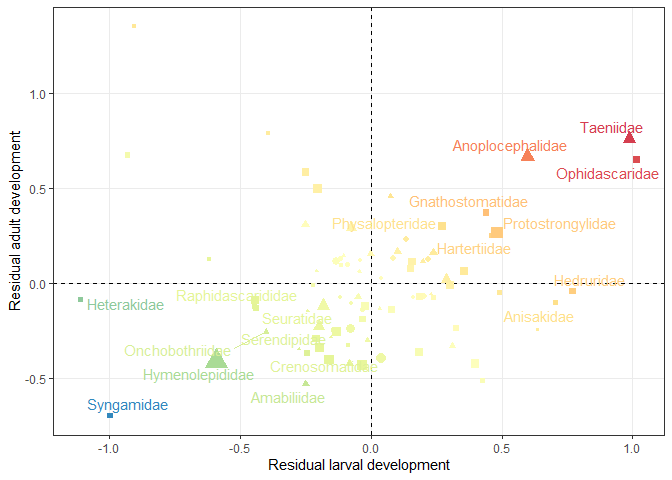 1.0
0.5
0.0
-0.5
Residual adult development
Taeniidae
Anoplocephalidae
Ophidascaridae
Gnathostomatidae
Physalopteridae
Protostrongylidae
Hartertiidae
Hedruridae
Raphidascarididae
Heterakidae
Seuratidae
Anisakidae
Serendipidae
Onchobothriidae
Crenosomatidae
Hymenolepididae
Amabiliidae
Syngamidae
-1.0
-0.5
0.0
0.5
1.0
Residual larval development